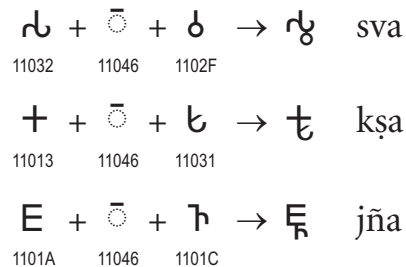 𑀲 + ◌𑁆 + 𑀯 → 𑀲𑁆𑀯 sva
11032 11046 1102F
𑀓 + ◌𑁆 + 𑀱 → 𑀓𑁆𑀱 kṣa
11013 11046 11031
𑀚 + ◌𑁆 + 𑀜 → 𑀚𑁆𑀜 jña
1101A 11046 1101C